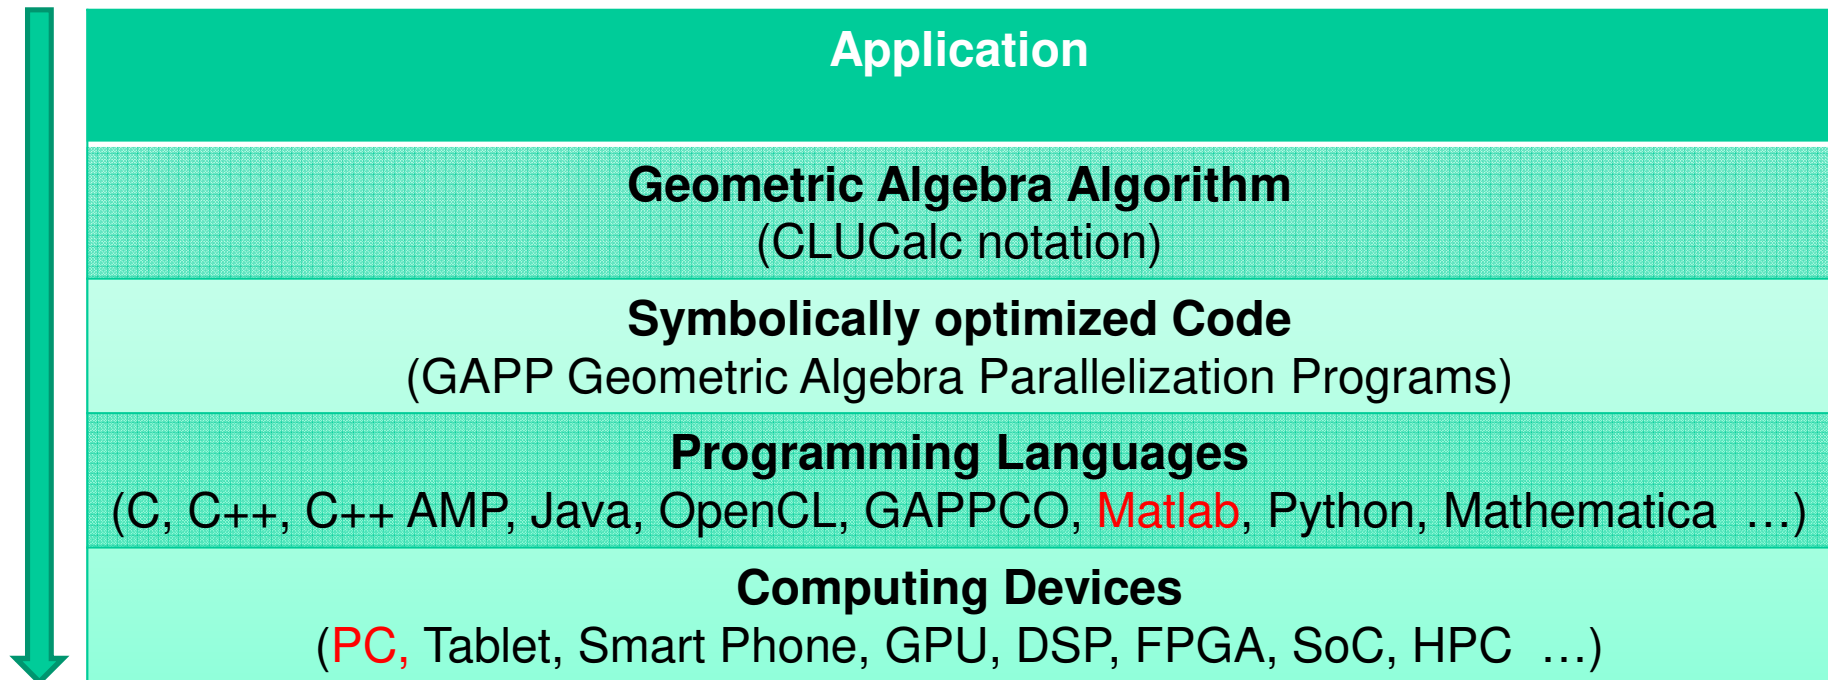 Application
Geometric Algebra Algorithm
(CLUCalc notation)
Symbolically optimized Code
(GAPP Geometric Algebra Parallelization Programs)
Programming Languages
(C, C++, C++ AMP, Java, OpenCL, GAPPCO, Matlab, Python, Mathematica …)
Computing Devices
(PC, Tablet, Smart Phone, GPU, DSP, FPGA, SoC, HPC …)